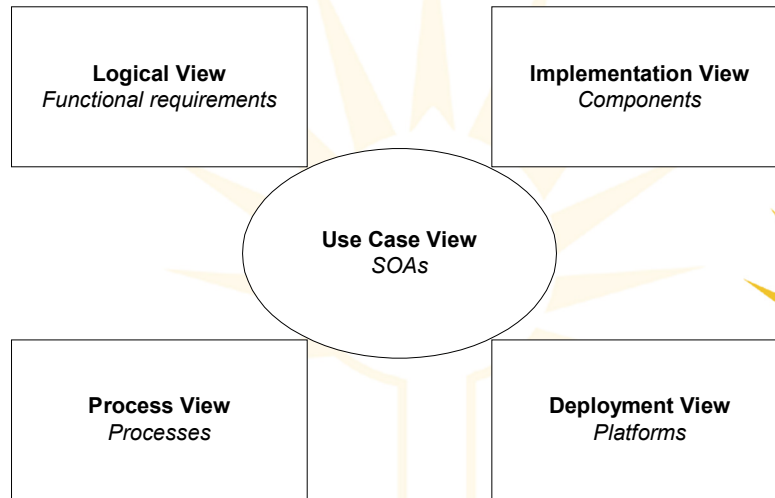 Logical View
Functional requirements
Implementation View
Components
Use Case View
SOAs
Process View
Processes
Deployment View
Platforms